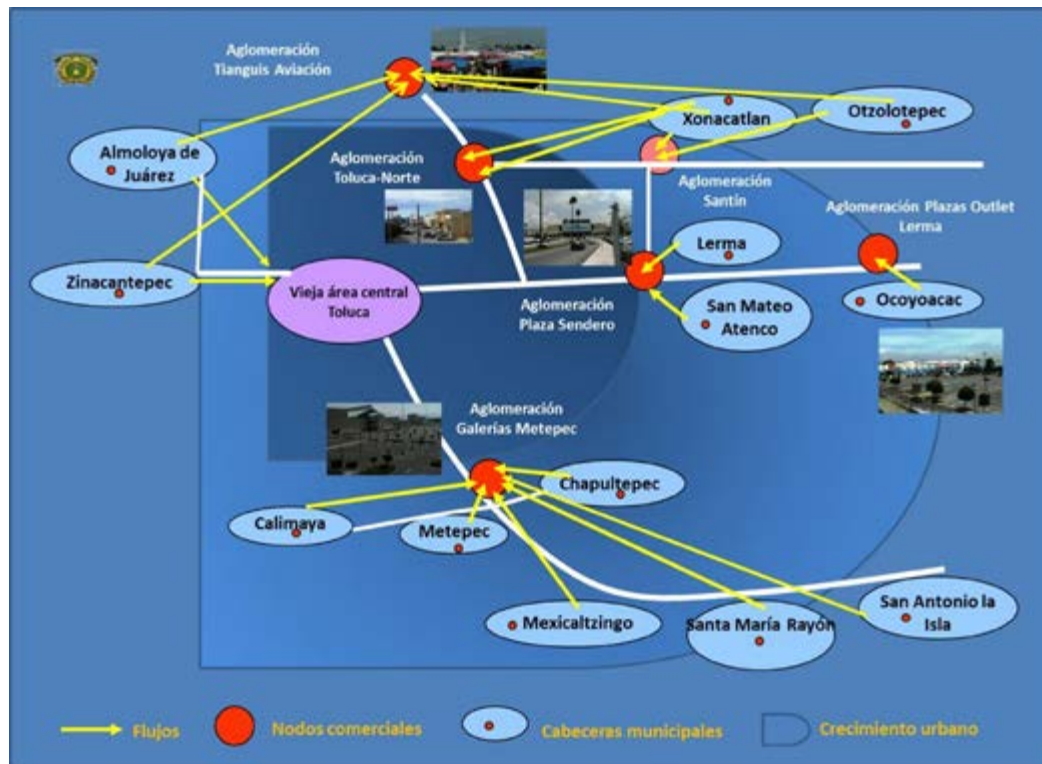 Aglomeración
Tianguis Aviación
Almoloya de
Juárez
Aglomeración
Toluca-Norte
Xonacatlan
Otzolotepec
Aglomeración
Santín
Aglomeración Plazas Outlet
Lerma
Zinacantepec
Vieja área central
Toluca
Lerma
Aglomeración
Plaza Sendero
San Mateo
Atenco
Ocoyoacac
Aglomeración
Galerías Metepec
Chapultepec
Calimaya
Metepec
Mexicaltzingo
Santa María Rayón
San Antonio la
Isla
Flujos
Nodos comerciales
Cabeceras municipales
Crecimiento urbano